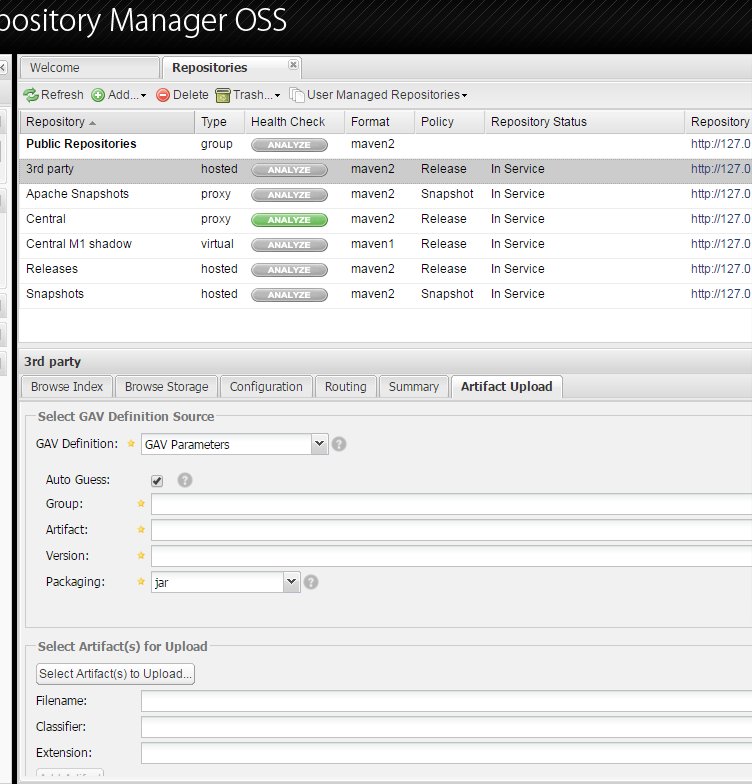 pository Manager OSS
Welcome
Repositories
Refresh Add... Delete Trash... User Managed Repositories
Repository Type Health Check Format Policy Repository Status Repository
Public Repositories group ANALYZE maven2 http://127.0
3rd party hosted ANALYZE maven2 Release In Service http://127.0
Apache Snapshots proxy ANALYZE maven2 Snapshot In Service http://127.0
Central proxy ANALYZE maven2 Release In Service http://127.0
Central M1 shadow virtual ANALYZE maven1 Release In Service http://127.0
Releases hosted ANALYZE maven2 Release In Service http://127.0
Snapshots hosted ANALYZE maven2 Snapshot In Service http://127.0
3rd party
Browse Index Browse Storage Configuration Routing Summary Artifact Upload
Select GAV Definition Source
GAV Definition: GAV Parameters ?
Auto Guess: ?
Group:
Artifact:
Version:
Packaging: jar ?
Select Artifact(s) for Upload
Select Artifact(s) to Upload...
Filename:
Classifier:
Extension: